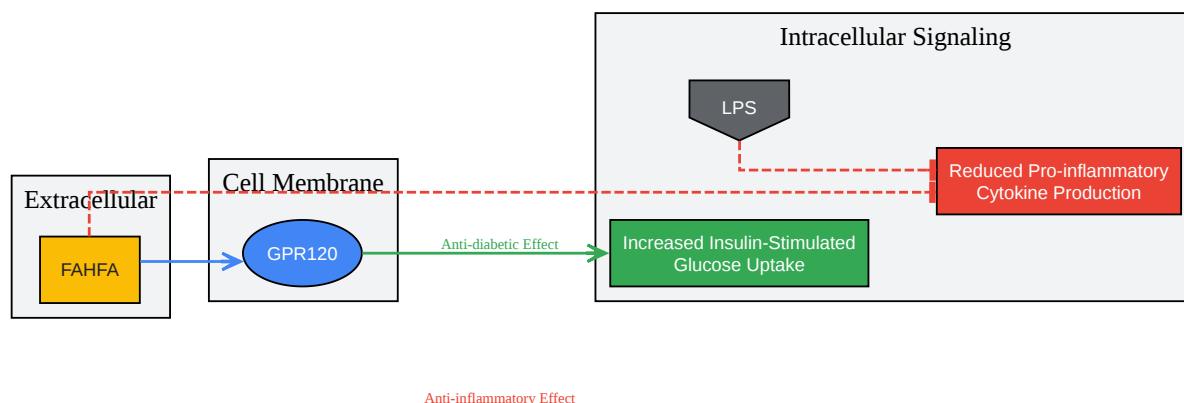 Intracellular Signaling
LPS
Reduced Pro-inflammatory
Cytokine Production
Cell Membrane
Extracellular
GPR120
FAHFA
Anti-diabetic Effect
Increased Insulin-Stimulated
Glucose Uptake
Anti-inflammatory Effect